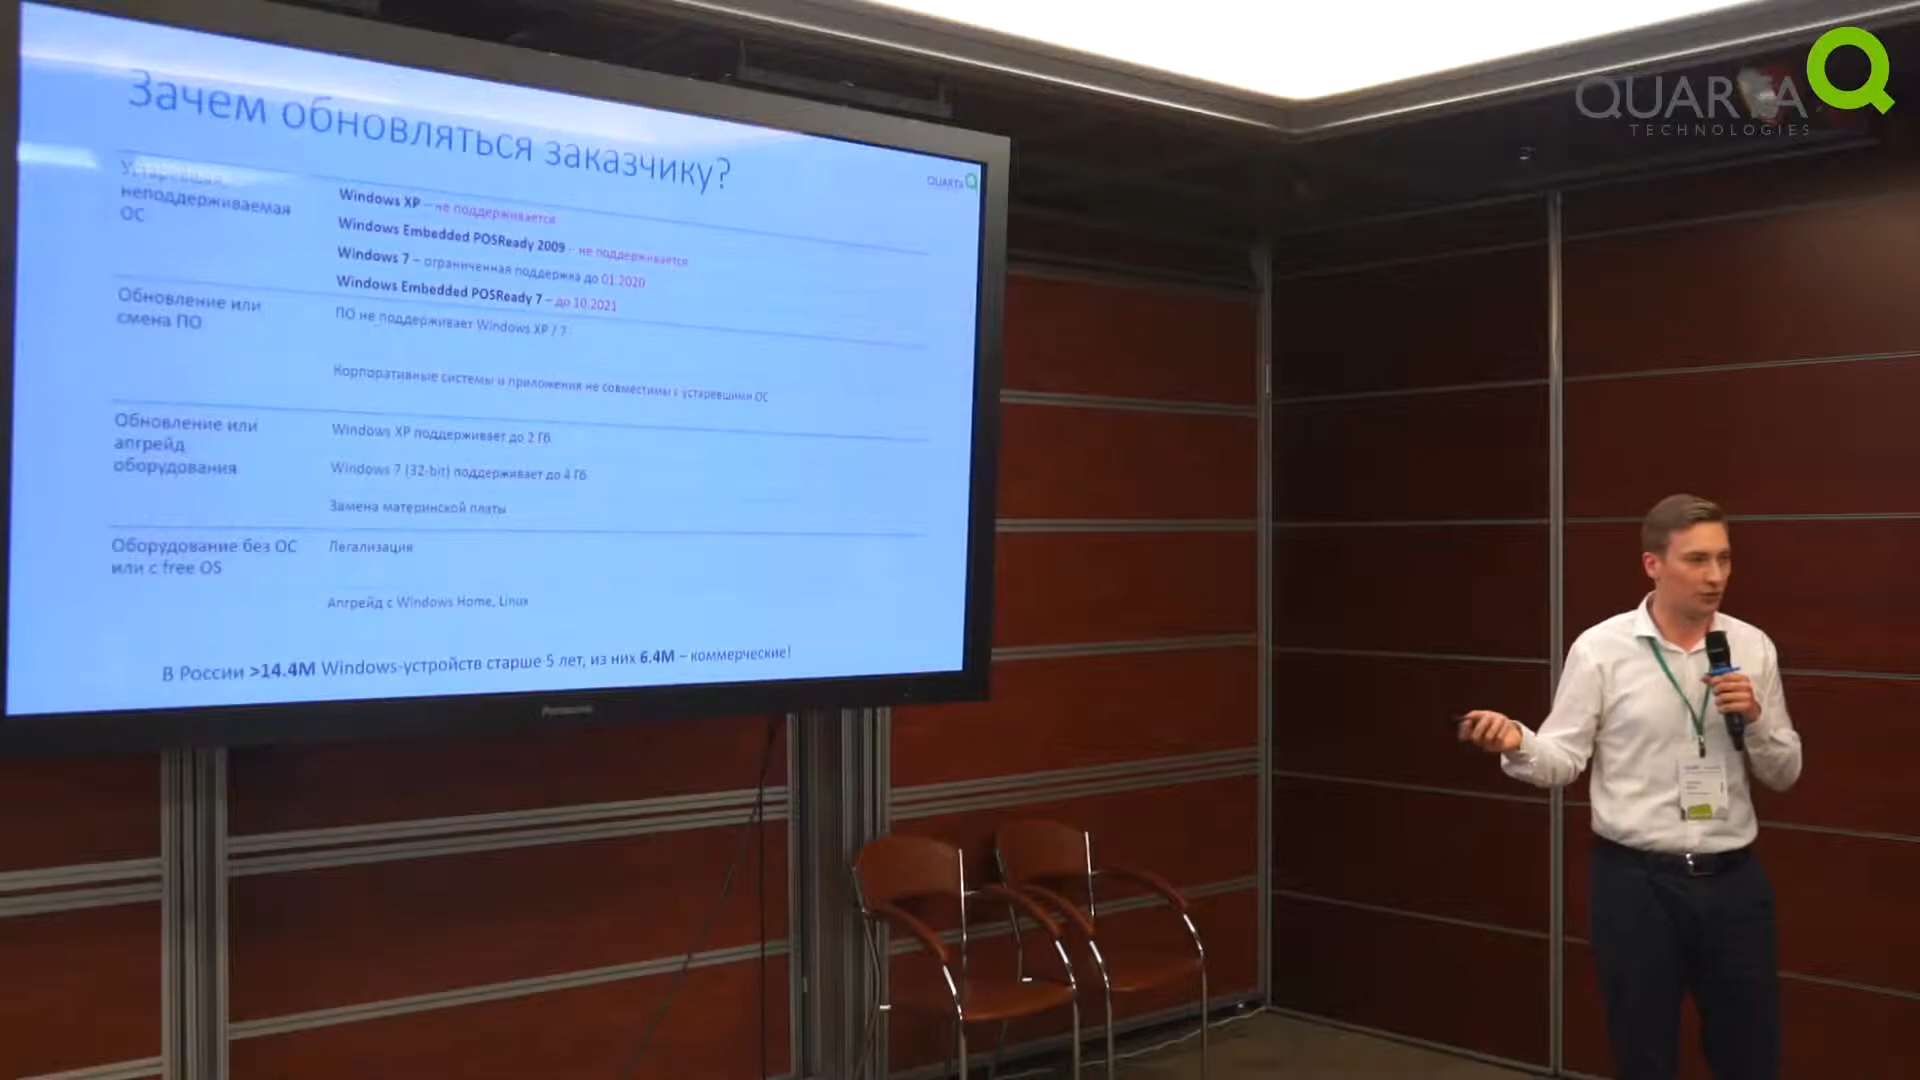 QUARTA
TECHNOLOGIES
Зачем обновляться заказчику?
QUARTA
Устаревшая,
неподдерживаемая
ОС
Windows XP – не поддерживается
Windows Embedded POSReady 2009 - не поддерживается
Windows 7 – ограниченная поддержка до 01.2020
Windows Embedded POSReady 7 – до 10.2021
Обновление или
смена ПО
ПО не поддерживает Windows XP / 7
Корпоративные системы и приложения не совместимы с устаревшими ОС
Обновление или
апгрейд
оборудования
Windows XP поддерживает до 2 Гб
Windows 7 (32-bit) поддерживает до 4 Гб
Замена материнской платы
Оборудование без ОС
или с free OS
Легализация
Апгрейд с Windows Home, Linux
В России >14.4M Windows-устройств старше 5 лет, из них 6.4M – коммерческие!
Panasonic